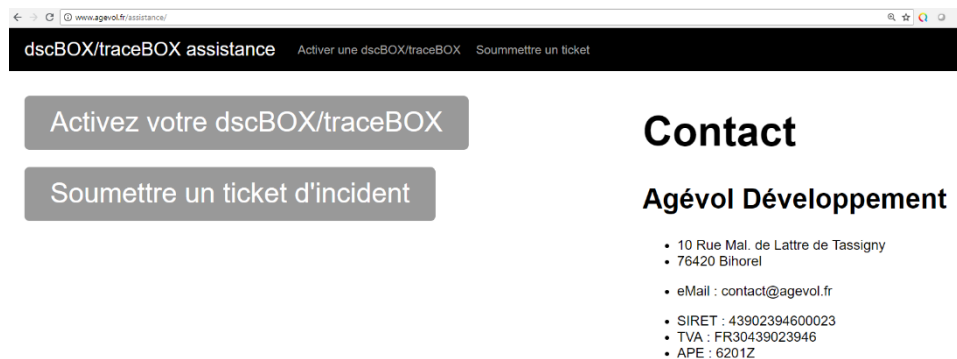 www.agevol.fr/assistance/
dscBOX/traceBOX assistance Activer une dscBOX/traceBOX Soummettre un ticket
Activez votre dscBOX/traceBOX
Soumettre un ticket d'incident
Contact
Agévol Développement
10 Rue Mal. de Lattre de Tassigny
76420 Bihorel
eMail : contact@agevol.fr
SIRET : 43902394600023
TVA : FR30439023946
APE : 6201Z